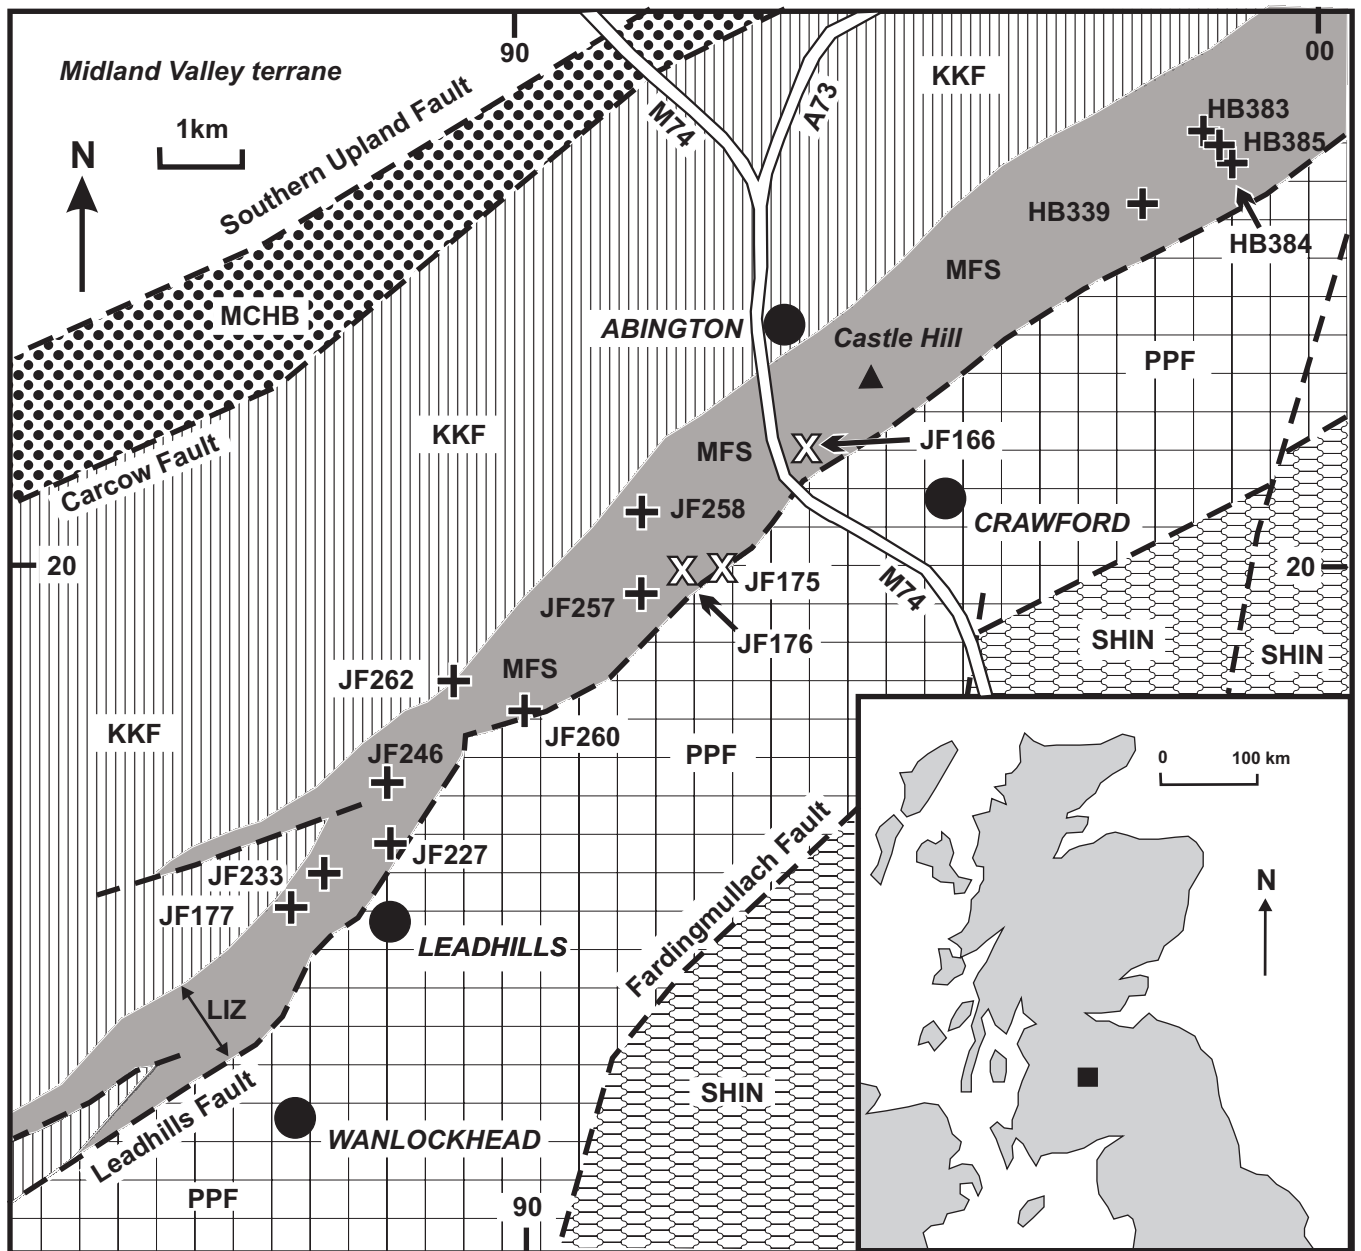 90
00
Midland Valley terrane
KKF
1km
N
Southern Upland Fault
M74
A73
HB383
HB385
HB339
HB384
MFS
MCHB
ABINGTON
Castle Hill
PPF
KKF
MFS
JF166
Carcow Fault
JF258
CRAWFORD
20
20
JF175
M74
JF257
JF176
SHIN
SHIN
MFS
JF262
KKF
JF260
JF246
PPF
0
100 km
JF227
Fardingmullach Fault
JF233
N
JF177
LEADHILLS
LIZ
SHIN
Leadhills Fault
WANLOCKHEAD
PPF
90